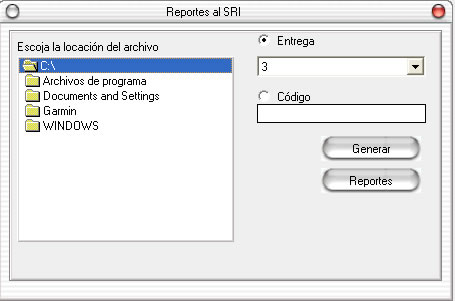 Reportes al SRI
Escoja la locación del archivo
C:\
Archivos de programa
Documents and Settings
Garmin
WINDOWS
Entrega
3
Código
Generar
Reportes